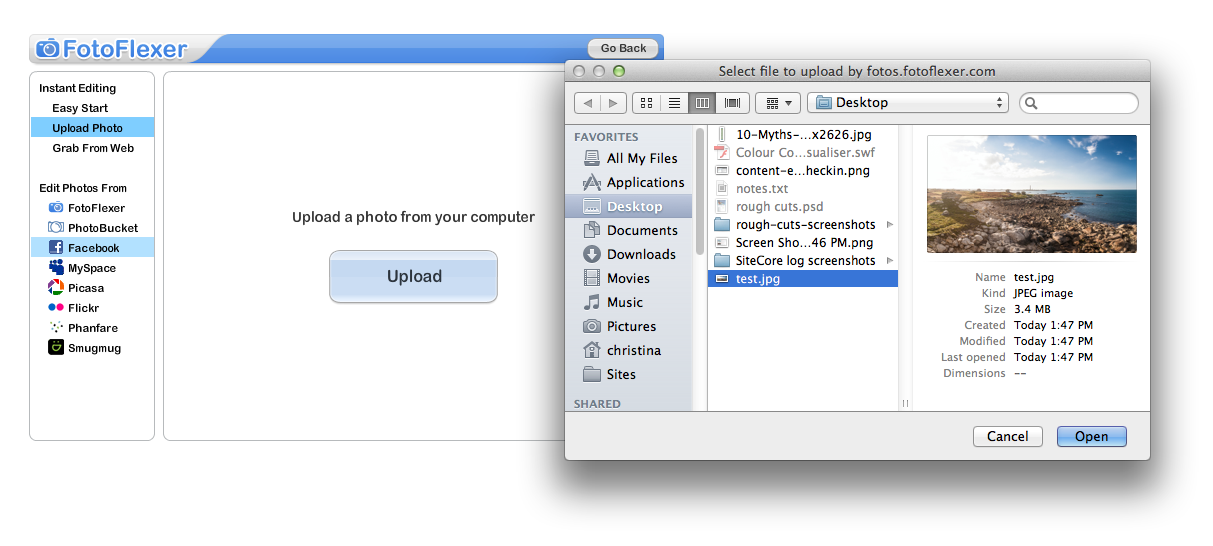 FotoFlexer
Go Back
Instant Editing
Easy Start
Upload Photo
Grab From Web
Edit Photos From
FotoFlexer
PhotoBucket
Facebook
MySpace
Picasa
Flickr
Phanfare
Smugmug
Upload a photo from your computer
Upload
Select file to upload by fotos.fotoflexer.com
Desktop
FAVORITES
All My Files
Applications
Desktop
Documents
Downloads
Movies
Music
Pictures
christina
Sites
SHARED
10-Myths-...x2626.jpg
Colour Co...sualiser.swf
content-e...heckin.png
notes.txt
rough cuts.psd
rough-cuts-screenshots
Screen Sho...46 PM.png
SiteCore log screenshots
test.jpg
Name test.jpg
Kind JPEG image
Size 3.4 MB
Created Today 1:47 PM
Modified Today 1:47 PM
Last opened Today 1:47 PM
Dimensions --
Cancel
Open